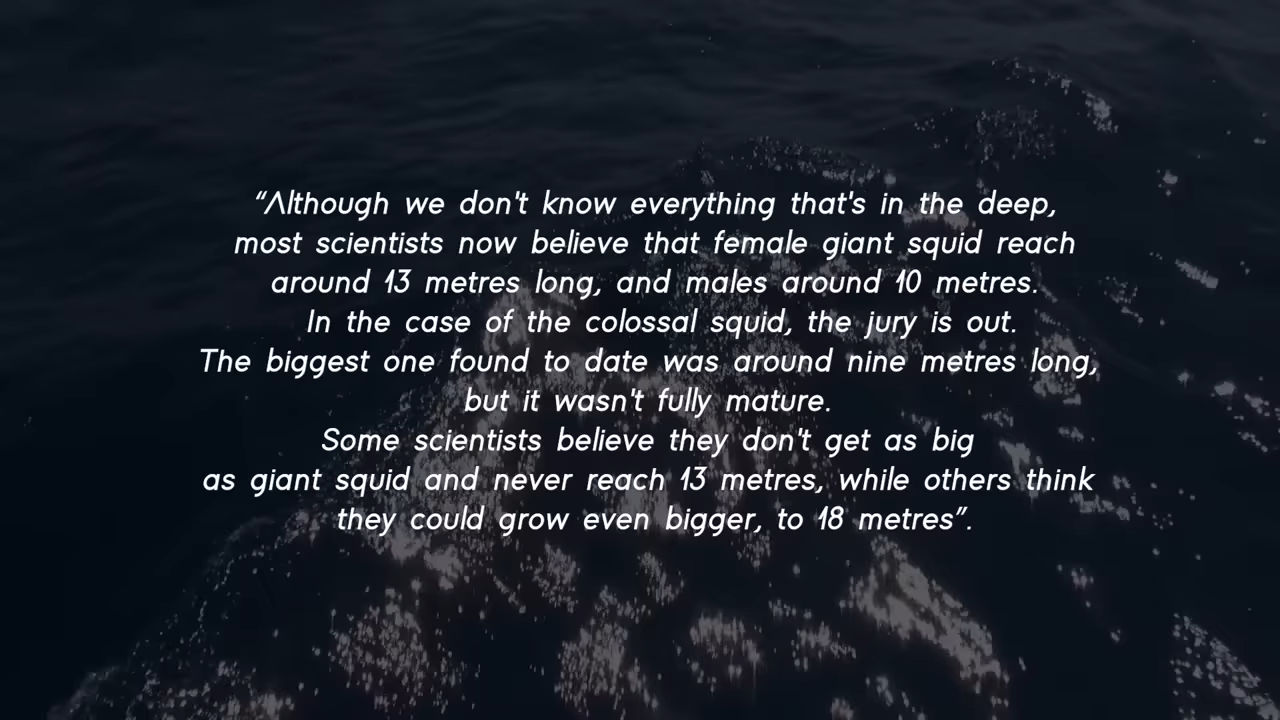 “Although we don't know everything that's in the deep,
most scientists now believe that female giant squid reach
around 13 metres long, and males around 10 metres.
In the case of the colossal squid, the jury is out.
The biggest one found to date was around nine metres long,
but it wasn't fully mature.
Some scientists believe they don't get as big
as giant squid and never reach 13 metres, while others think
they could grow even bigger, to 18 metres”.